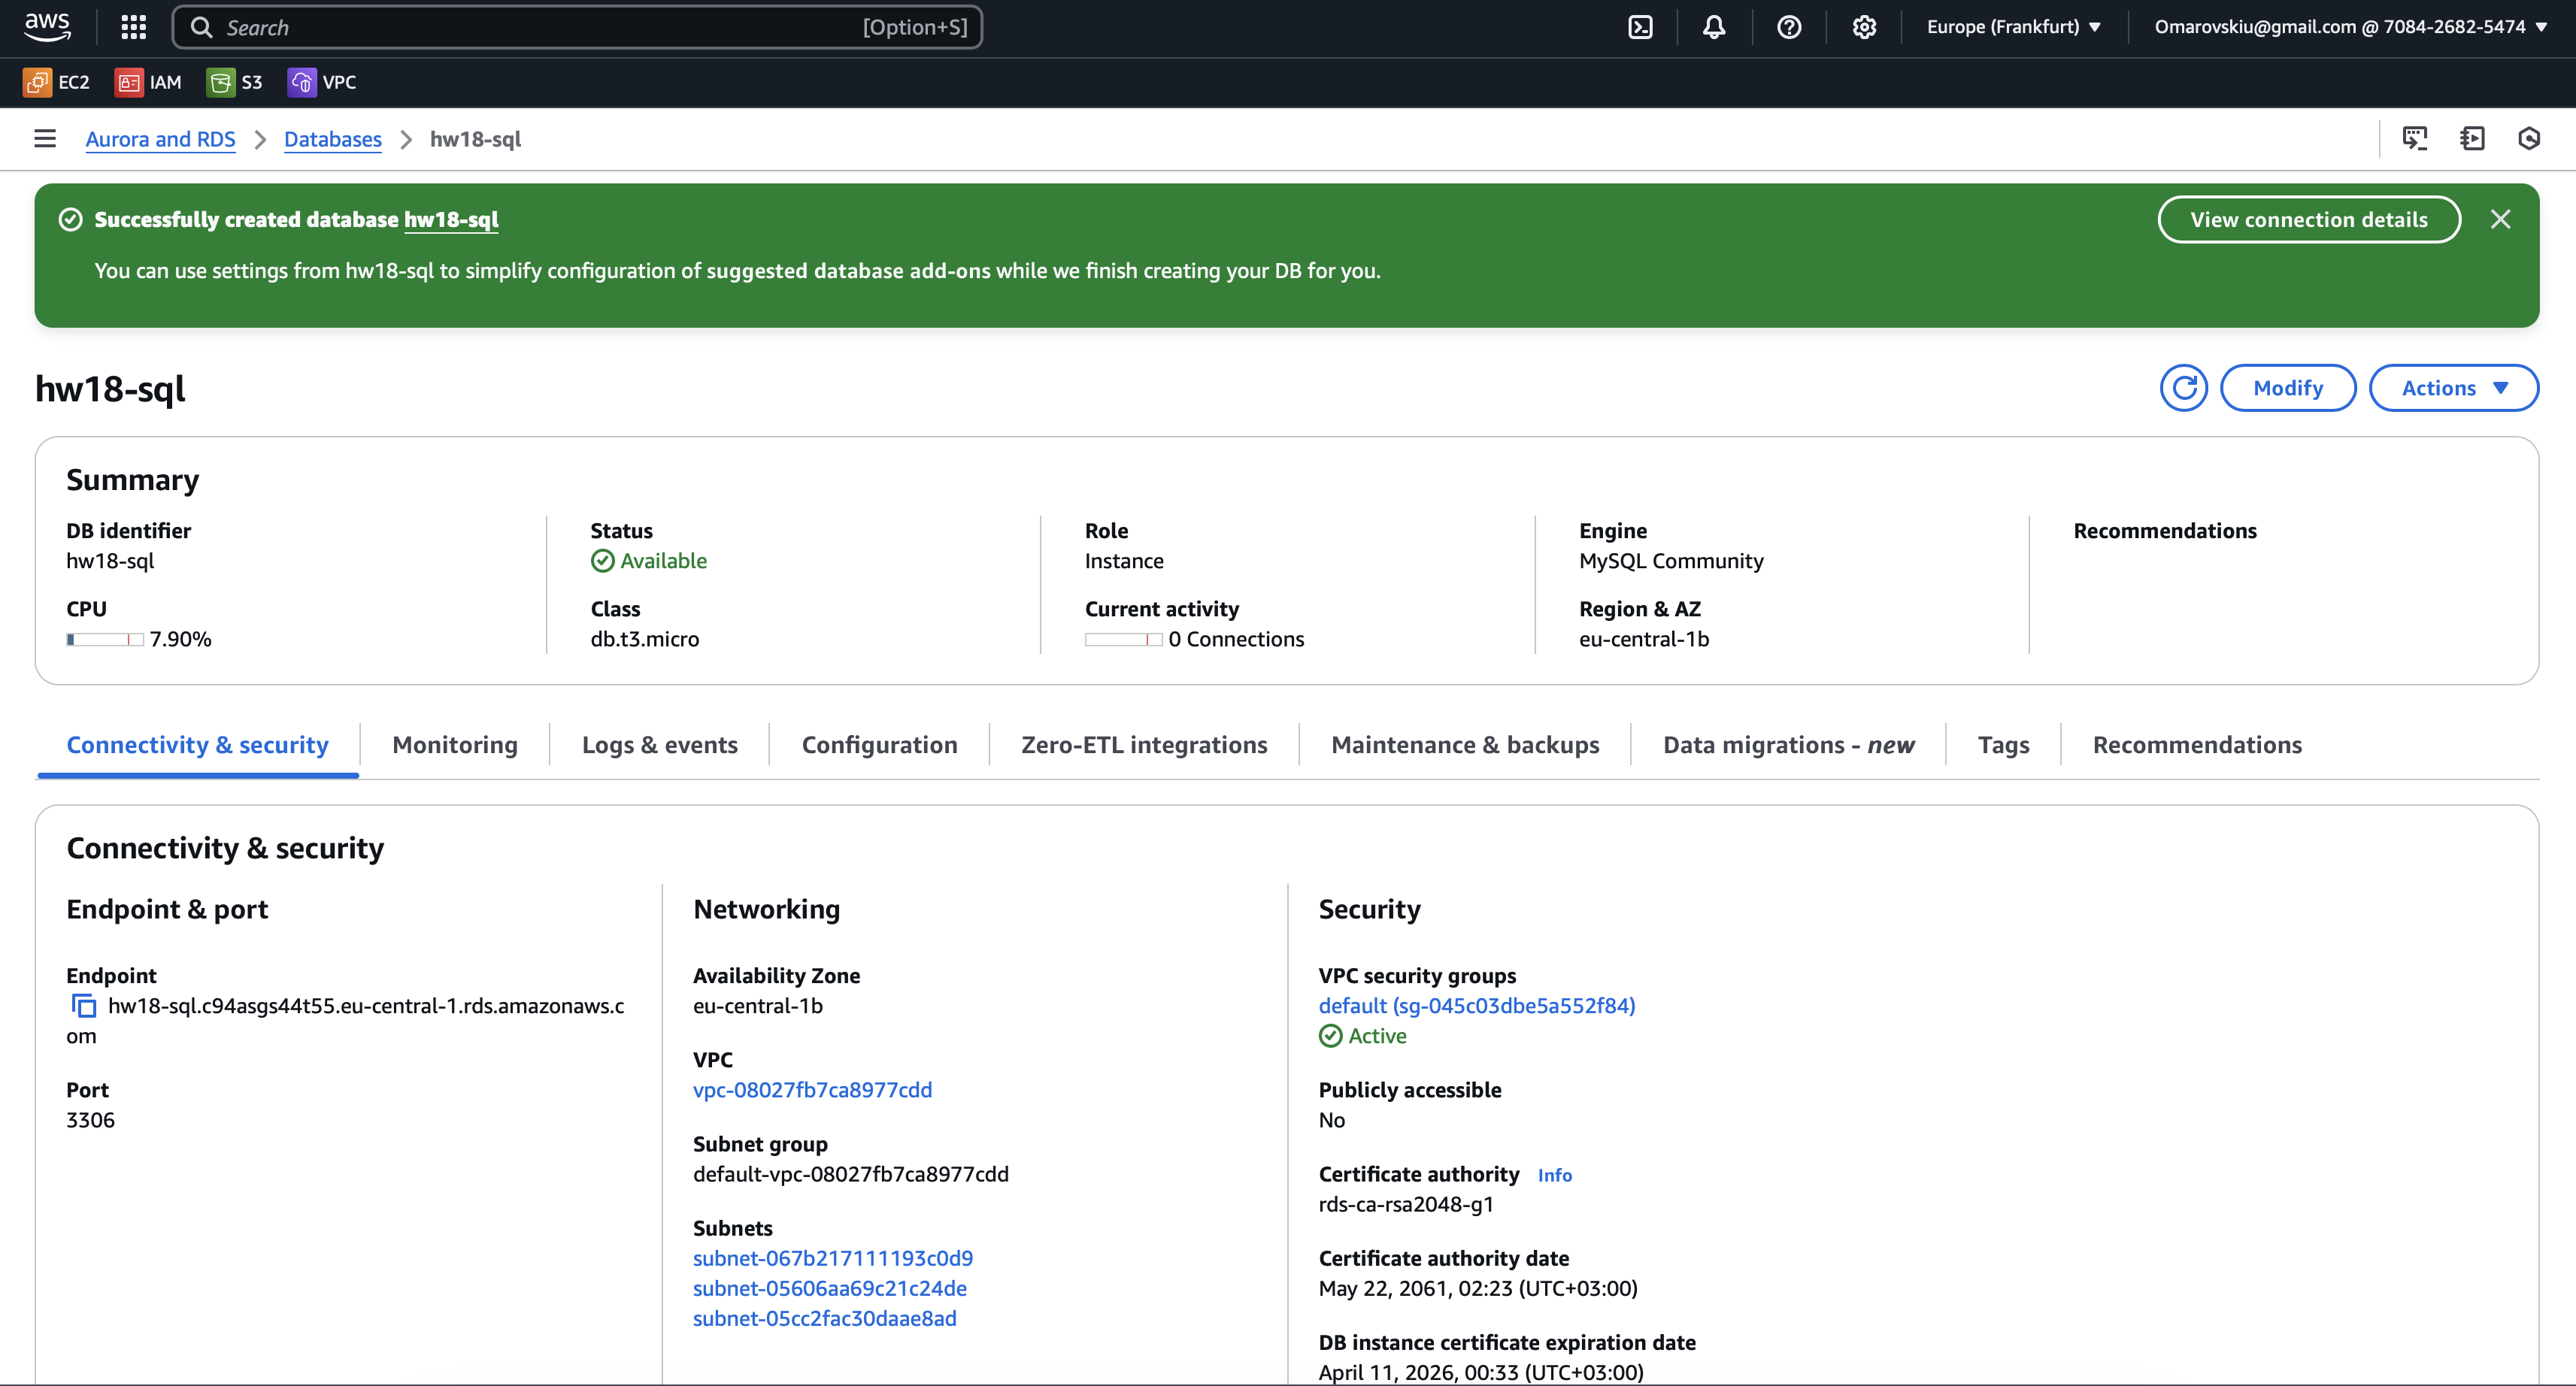 aws
Search [Option+S]
Europe (Frankfurt) ▼
Omarovskiu@gmail.com @ 7084-2682-5474 ▼
EC2
IAM
S3
VPC
Aurora and RDS > Databases > hw18-sql
Successfully created database hw18-sql
View connection details
You can use settings from hw18-sql to simplify configuration of suggested database add-ons while we finish creating your DB for you.
hw18-sql
Modify
Actions ▼
Summary
DB identifier
hw18-sql
CPU
7.90%
Status
Available
Class
db.t3.micro
Role
Instance
Current activity
0 Connections
Engine
MySQL Community
Region & AZ
eu-central-1b
Recommendations
Connectivity & security
Monitoring
Logs & events
Configuration
Zero-ETL integrations
Maintenance & backups
Data migrations - new
Tags
Recommendations
Connectivity & security
Endpoint & port
Endpoint
hw18-sql.c94asgs44t55.eu-central-1.rds.amazonaws.c
om
Port
3306
Networking
Availability Zone
eu-central-1b
VPC
vpc-08027fb7ca8977cdd
Subnet group
default-vpc-08027fb7ca8977cdd
Subnets
subnet-067b217111193c0d9
subnet-05606aa69c21c24de
subnet-05cc2fac30daae8ad
Security
VPC security groups
default (sg-045c03dbe5a552f84)
Active
Publicly accessible
No
Certificate authority Info
rds-ca-rsa2048-g1
Certificate authority date
May 22, 2061, 02:23 (UTC+03:00)
DB instance certificate expiration date
April 11, 2026, 00:33 (UTC+03:00)